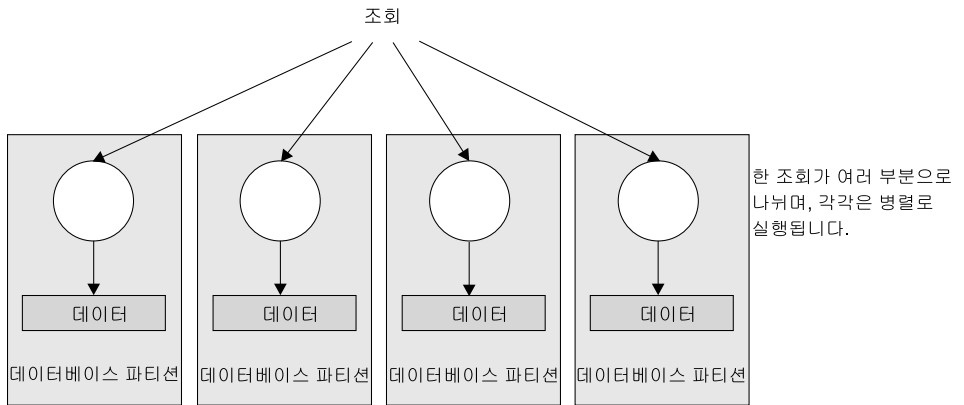 조회
한 조회가 여러 부분으로
나뉘며, 각각은 병렬로
실행됩니다.
데이터
데이터
데이터
데이터
데이터베이스 파티션
데이터베이스 파티션
데이터베이스 파티션
데이터베이스 파티션